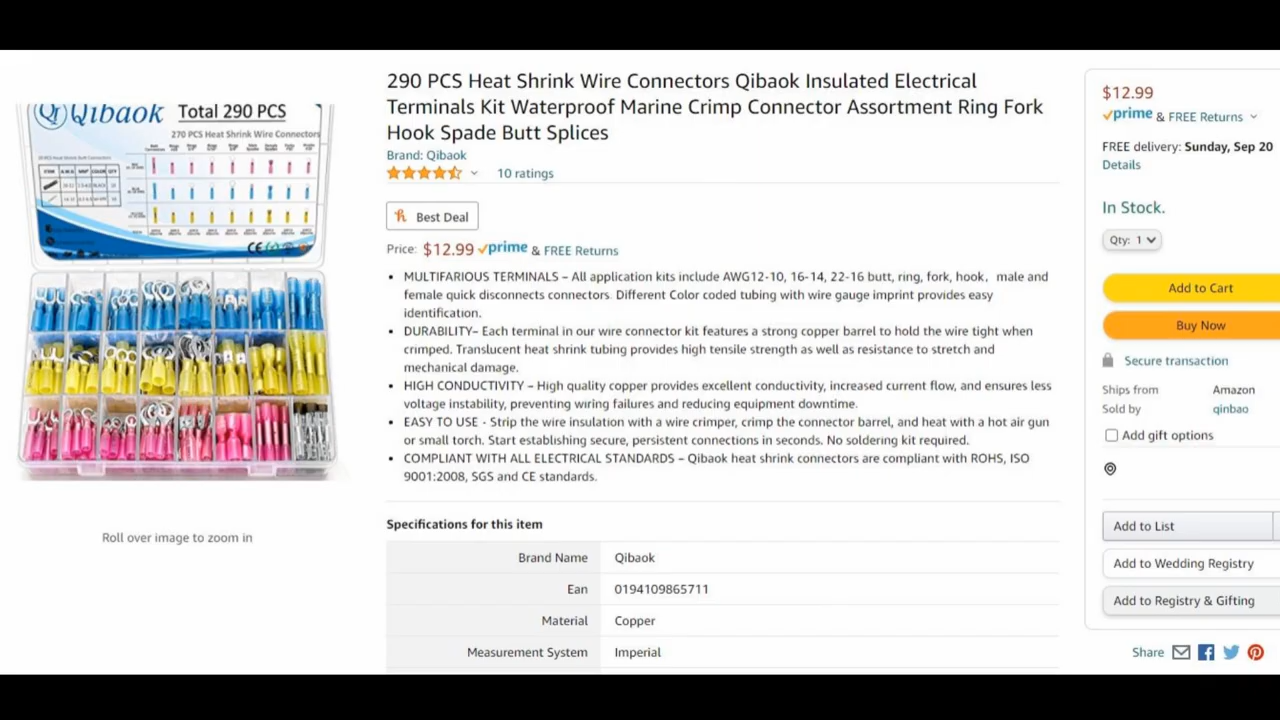 Qibaok Total 290 PCS
270 PCS Heat Shrink Wire Connectors
290 PCS Heat Shrink Wire Connectors Qibaok Insulated Electrical
Terminals Kit Waterproof Marine Crimp Connector Assortment Ring Fork
Hook Spade Butt Splices
Brand: Qibaok
10 ratings
Best Deal
Price: $12.99 prime & FREE Returns
MULTIFARIOUS TERMINALS – All application kits include AWG12-10, 16-14, 22-16 butt, ring, fork, hook, male and
female quick disconnects connectors. Different Color coded tubing with wire gauge imprint provides easy
identification.
DURABILITY– Each terminal in our wire connector kit features a strong copper barrel to hold the wire tight when
crimped. Translucent heat shrink tubing provides high tensile strength as well as resistance to stretch and
mechanical damage.
HIGH CONDUCTIVITY – High quality copper provides excellent conductivity, increased current flow, and ensures less
voltage instability, preventing wiring failures and reducing equipment downtime.
EASY TO USE - Strip the wire insulation with a wire crimper, crimp the connector barrel, and heat with a hot air gun
or small torch. Start establishing secure, persistent connections in seconds. No soldering kit required.
COMPLIANT WITH ALL ELECTRICAL STANDARDS – Qibaok heat shrink connectors are compliant with ROHS, ISO
9001:2008, SGS and CE standards.
Roll over image to zoom in
Specifications for this item
Brand Name Qibaok
Ean 0194109865711
Material Copper
Measurement System Imperial
$12.99
prime & FREE Returns
FREE delivery: Sunday, Sep 20
Details
In Stock.
Qty: 1
Add to Cart
Buy Now
Secure transaction
Ships from Amazon
Sold by qinbao
Add gift options
Add to List
Add to Wedding Registry
Add to Registry & Gifting
Share